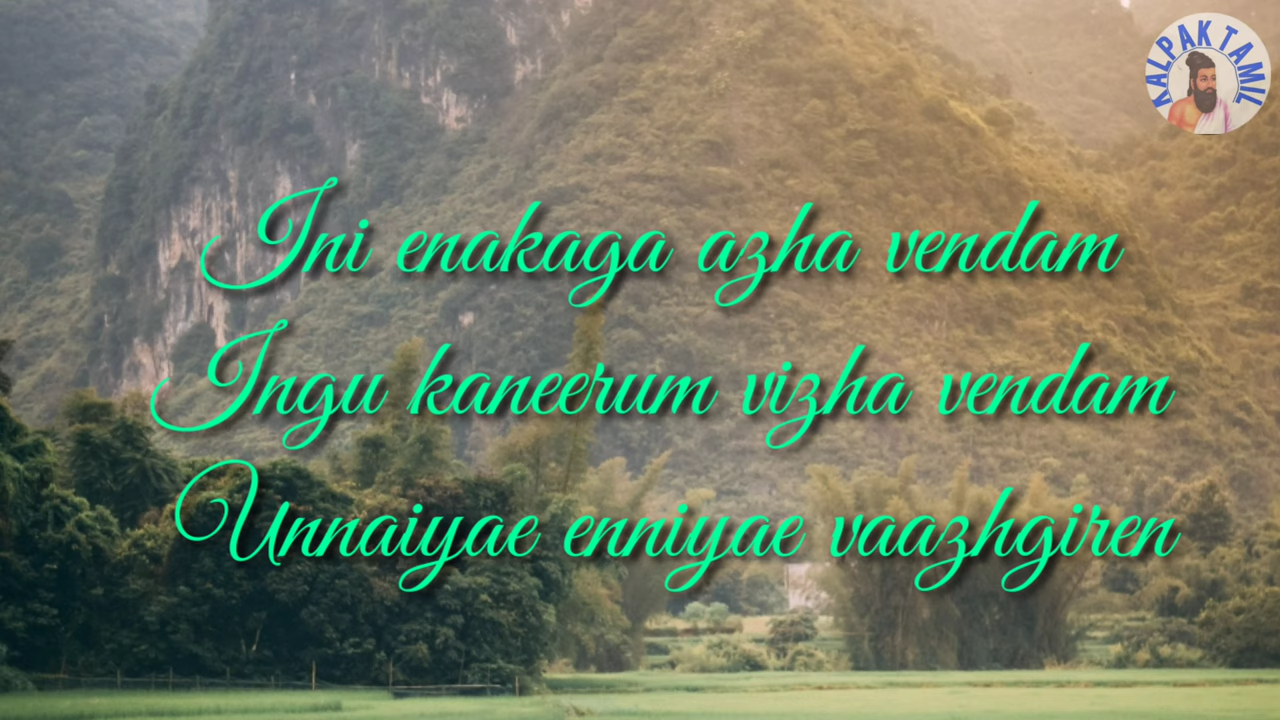 KALPAK TAMIL
Ini enakaga azha vendam
Ingu kaneerum vizha vendam
Unnaiyae enniyae vaazhgiren